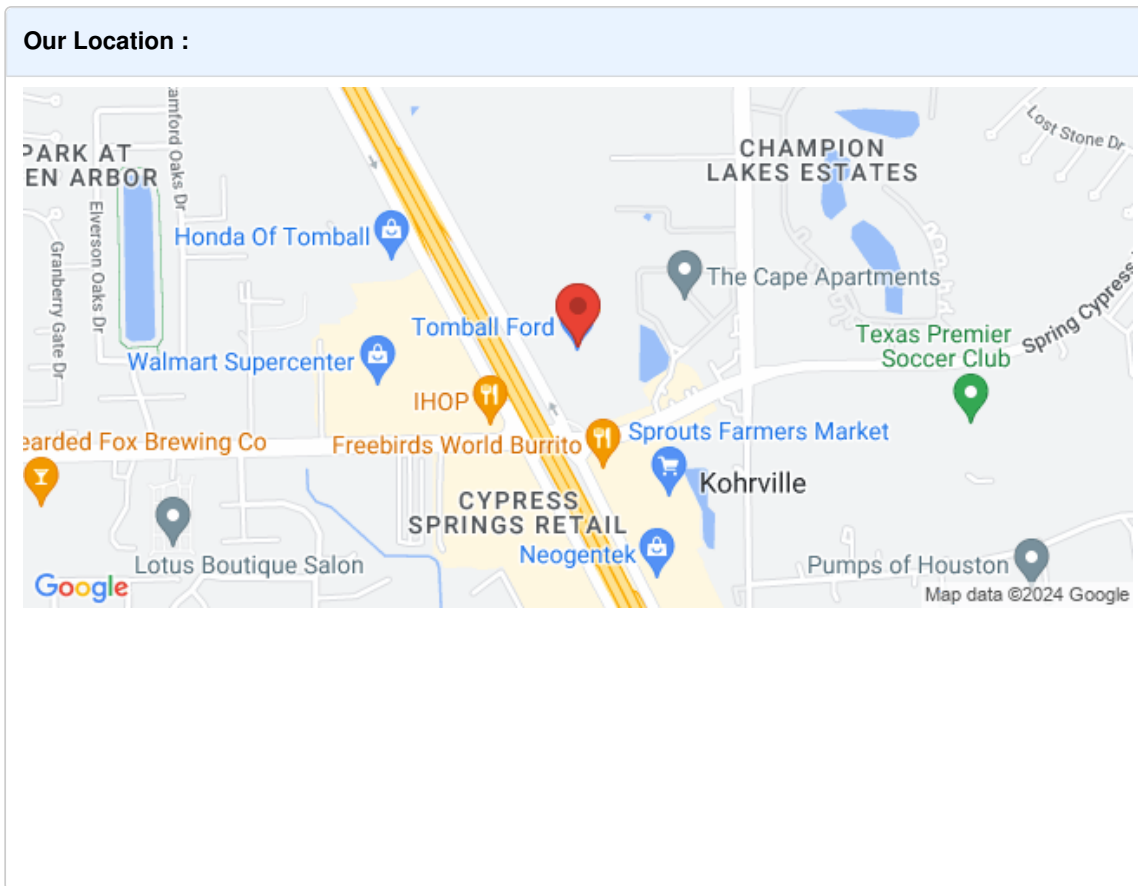 Our Location :
amford Oaks Dr
PARK AT
EN ARBOR
Elverson Oaks Dr
Granberry Gate Dr
Honda Of Tomball
CHAMPION
LAKES ESTATES
Lost Stone Dr
The Cape Apartments
Tomball Ford
Spring Cypress
Texas Premier
Soccer Club
Walmart Supercenter
IHOP
earded Fox Brewing Co
Freebirds World Burrito
Sprouts Farmers Market
Kohrville
CYPRESS
SPRINGS RETAIL
Neogentek
Lotus Boutique Salon
Pumps of Houston
Google
Map data ©2024 Google